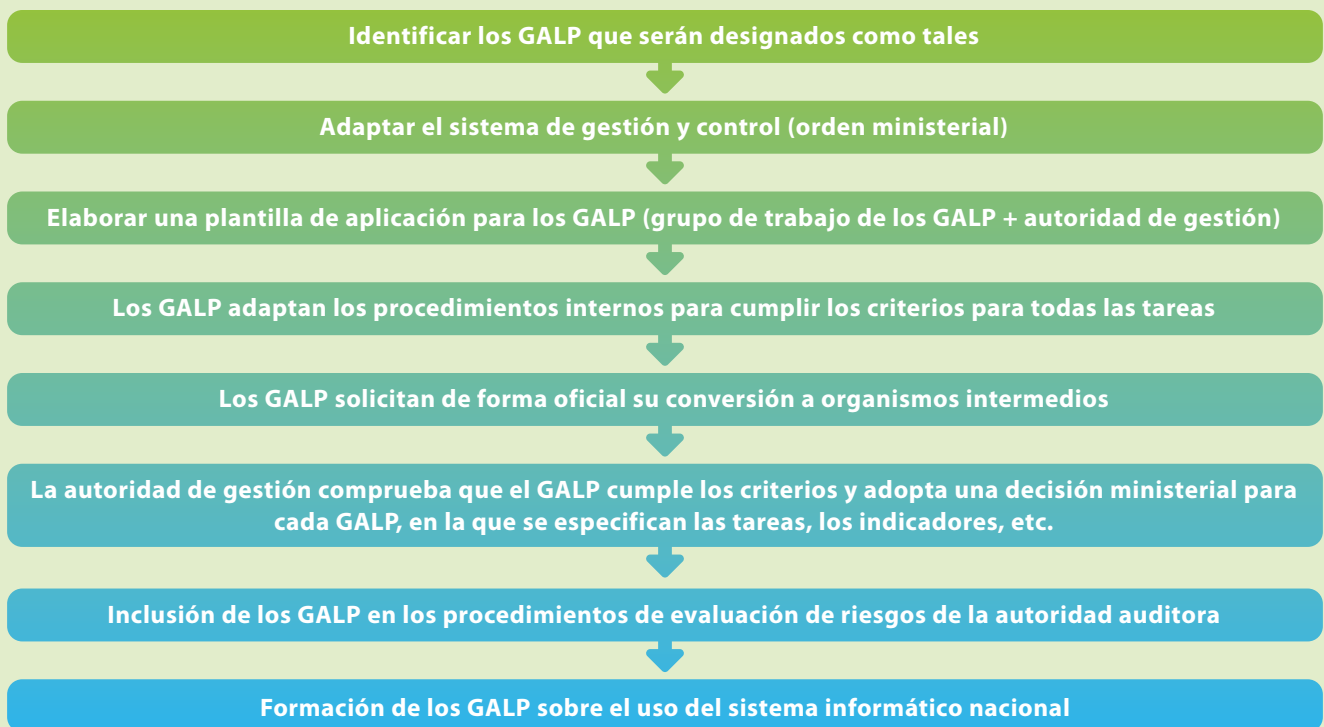 Identificar los GALP que serán designados como tales
Adaptar el sistema de gestión y control (orden ministerial)
Elaborar una plantilla de aplicación para los GALP (grupo de trabajo de los GALP + autoridad de gestión)
Los GALP adaptan los procedimientos internos para cumplir los criterios para todas las tareas
Los GALP solicitan de forma oficial su conversión a organismos intermedios
La autoridad de gestión comprueba que el GALP cumple los criterios y adopta una decisión ministerial para
cada GALP, en la que se especifican las tareas, los indicadores, etc.
Inclusión de los GALP en los procedimientos de evaluación de riesgos de la autoridad auditora
Formación de los GALP sobre el uso del sistema informático nacional